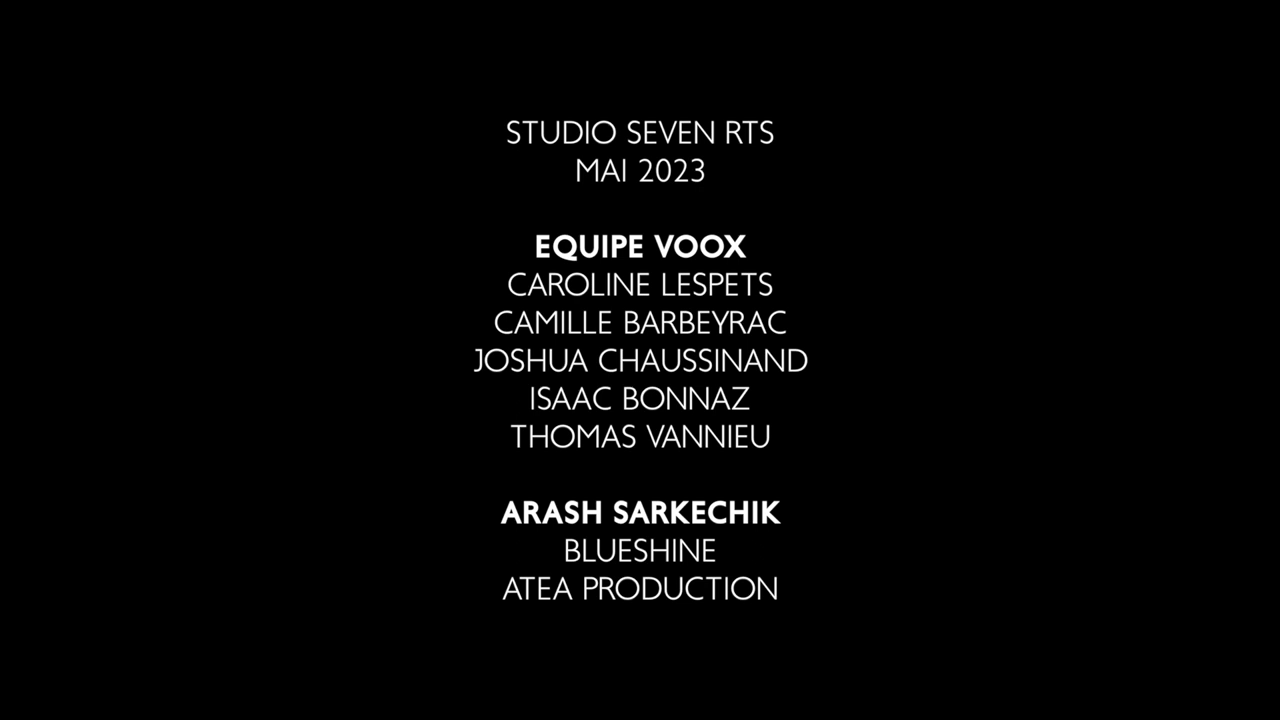 STUDIO SEVEN RTS
MAI 2023
EQUIPE VOOX
CAROLINE LESPETS
CAMILLE BARBEYRAC
JOSHUA CHAUSSINAND
ISAAC BONNAZ
THOMAS VANNIEU
ARASH SARKECHIK
BLUESHINE
ATEA PRODUCTION